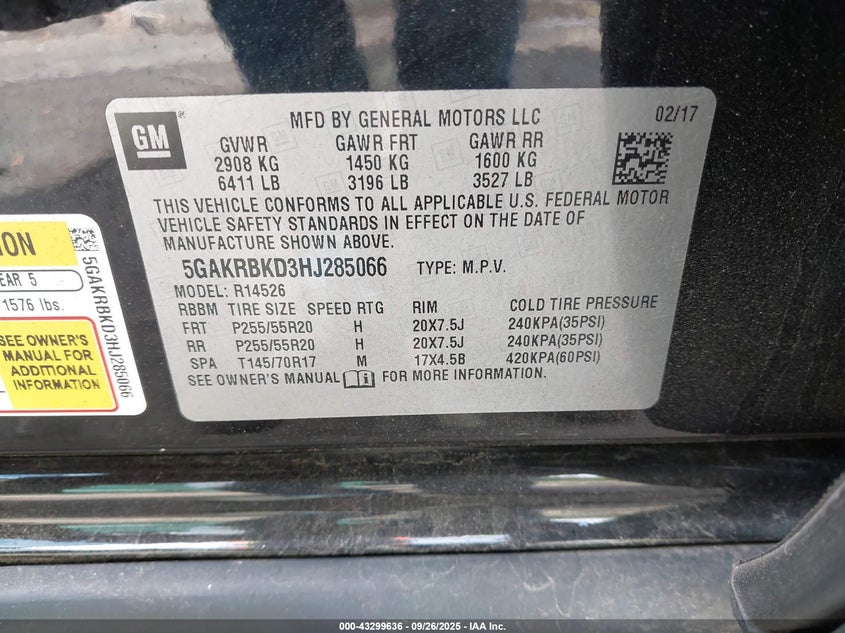 GM
MFD BY GENERAL MOTORS LLC
02/17
GVWR GAWR FRT GAWR RR
2908 KG 1450 KG 1600 KG
6411 LB 3196 LB 3527 LB
THIS VEHICLE CONFORMS TO ALL APPLICABLE U.S. FEDERAL MOTOR
VEHICLE SAFETY STANDARDS IN EFFECT ON THE DATE OF
MANUFACTURE SHOWN ABOVE.
5GAKRBKD3HJ285066 TYPE: M.P.V.
MODEL: R14526
RBBM TIRE SIZE SPEED RTG RIM COLD TIRE PRESSURE
FRT P255/55R20 H 20X7.5J 240KPA(35PSI)
RR P255/55R20 H 20X7.5J 240KPA(35PSI)
SPA T145/70R17 M 17X4.5B 420KPA(60PSI)
SEE OWNER'S MANUAL FOR MORE INFORMATION.
ION
EAR 5
1576 lbs.
SEE OWNER'S
MANUAL FOR
ADDITIONAL
INFORMATION
5GAKRBKD3HJ285066
000-43299636 - 09/26/2025 - IAA Inc.